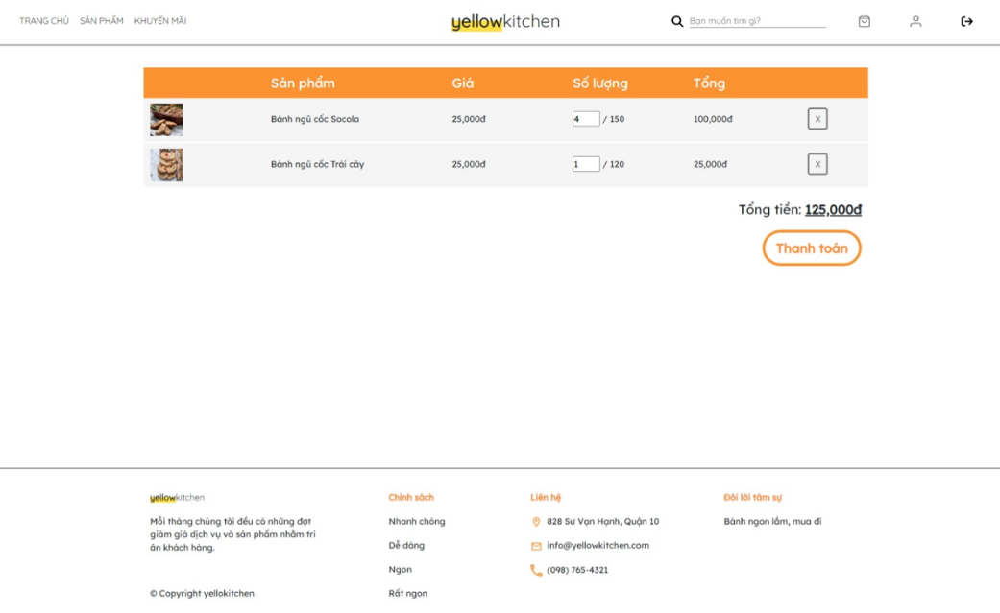 TRANG CHỦ SẢN PHẨM KHUYẾN MÃI
yellowkitchen
Bạn muốn tìm gì?
Sản phẩm Giá Số lượng Tổng
Bánh ngũ cốc Socola 25,000đ 4 / 150 100,000đ X
Bánh ngũ cốc Trái cây 25,000đ 1 / 120 25,000đ X
Tổng tiền: 125,000đ
Thanh toán
yellowkitchen
Mỗi tháng chúng tôi đều có những đợt
giảm giá dịch vụ và sản phẩm nhằm tri
ân khách hàng.
© Copyright yellokitchen
Chính sách
Nhanh chóng
Dễ dàng
Ngon
Rất ngon
Liên hệ
828 Sư Vạn Hạnh, Quận 10
info@yellowkitchen.com
(098) 765-4321
Đôi lời tâm sự
Bánh ngon lắm, mua đi